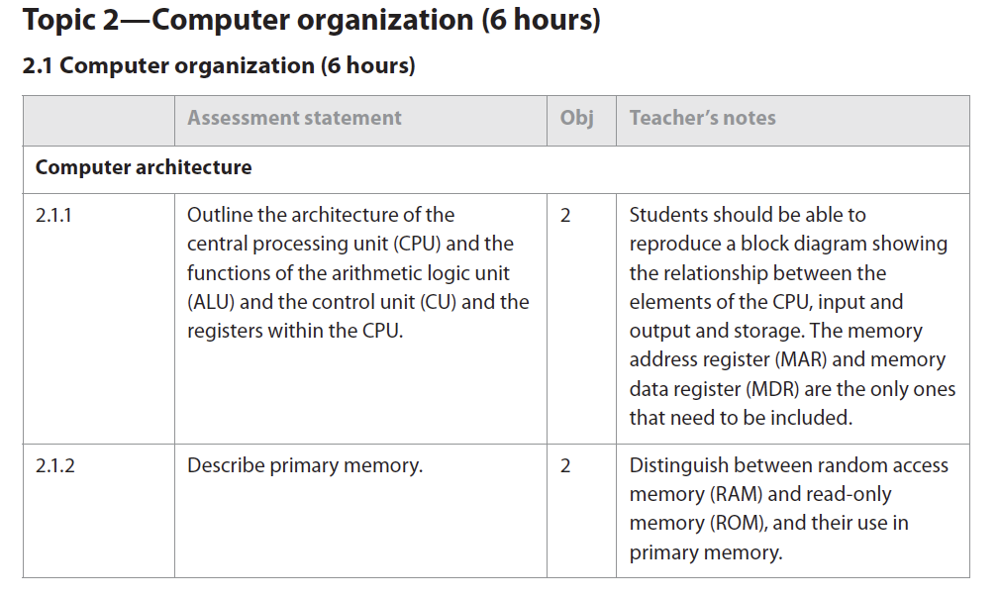 Topic 2—Computer organization (6 hours)
2.1 Computer organization (6 hours)
Assessment statement Obj Teacher’s notes
Computer architecture
2.1.1
Outline the architecture of the
central processing unit (CPU) and the
functions of the arithmetic logic unit
(ALU) and the control unit (CU) and the
registers within the CPU.
2
Students should be able to
reproduce a block diagram showing
the relationship between the
elements of the CPU, input and
output and storage. The memory
address register (MAR) and memory
data register (MDR) are the only ones
that need to be included.
2.1.2
Describe primary memory.
2
Distinguish between random access
memory (RAM) and read-only
memory (ROM), and their use in
primary memory.